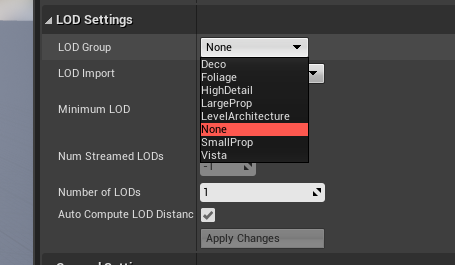 LOD Settings
LOD Group
None
Deco
Foliage
HighDetail
LargeProp
LevelArchitecture
None
SmallProp
Vista
LOD Import
Minimum LOD
Num Streamed LODs
-1
Number of LODs
1
Auto Compute LOD Distanc
Apply Changes